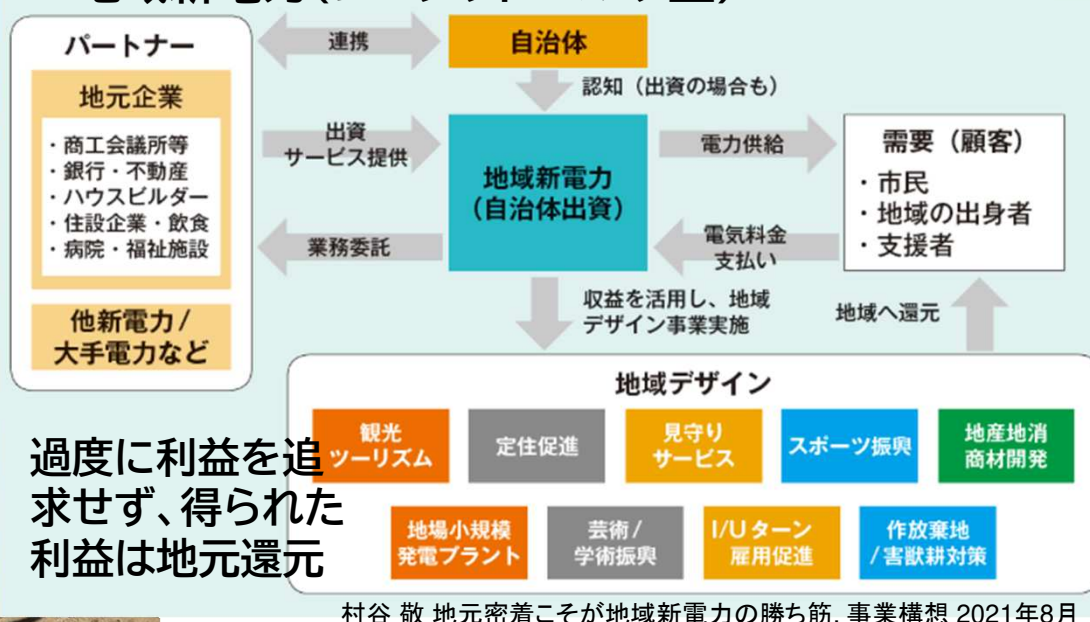 パートナー
地元企業
・商工会議所等
・銀行・不動産
・ハウスビルダー
・住設企業・飲食
・病院・福祉施設
他新電力/
大手電力など
連携
自治体
認知（出資の場合も）
出資
サービス提供
地域新電力
（自治体出資）
業務委託
電力供給
電気料金
支払い
需要（顧客）
・市民
・地域の出身者
・支援者
収益を活用し、地域
デザイン事業実施
地域へ還元
地域デザイン
観光
ツーリズム
定住促進
見守り
サービス
スポーツ振興
地産地消
商材開発
地場小規模
発電プラント
芸術/
学術振興
I/Uターン
雇用促進
作放棄地
/害獣耕対策
過度に利益を追
求せず、得られた
利益は地元還元
村谷 敬 地元密着こそが地域新電力の勝ち筋. 事業構想 2021年8月